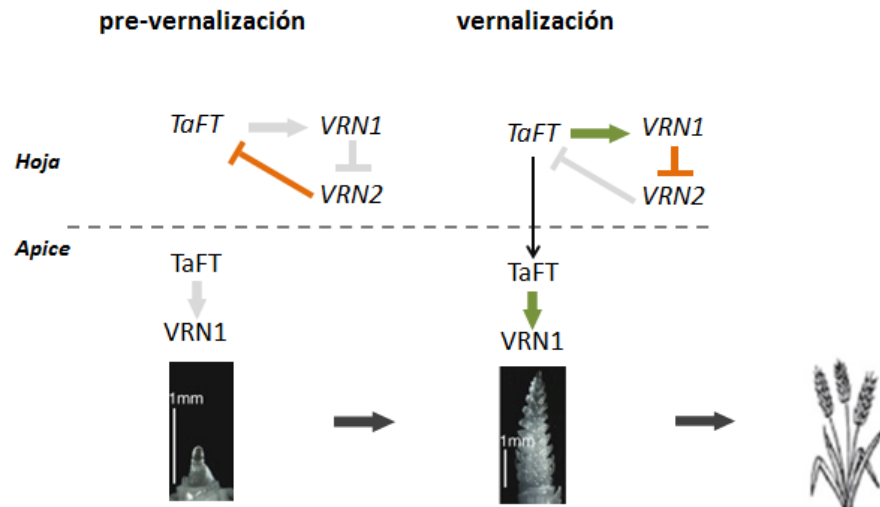 pre-vernalización
vernalización
TaFT
VRN1
TaFT
VRN1
Hoja
VRN2
VRN2
Apice
TaFT
TaFT
VRN1
VRN1
1mm
1mm